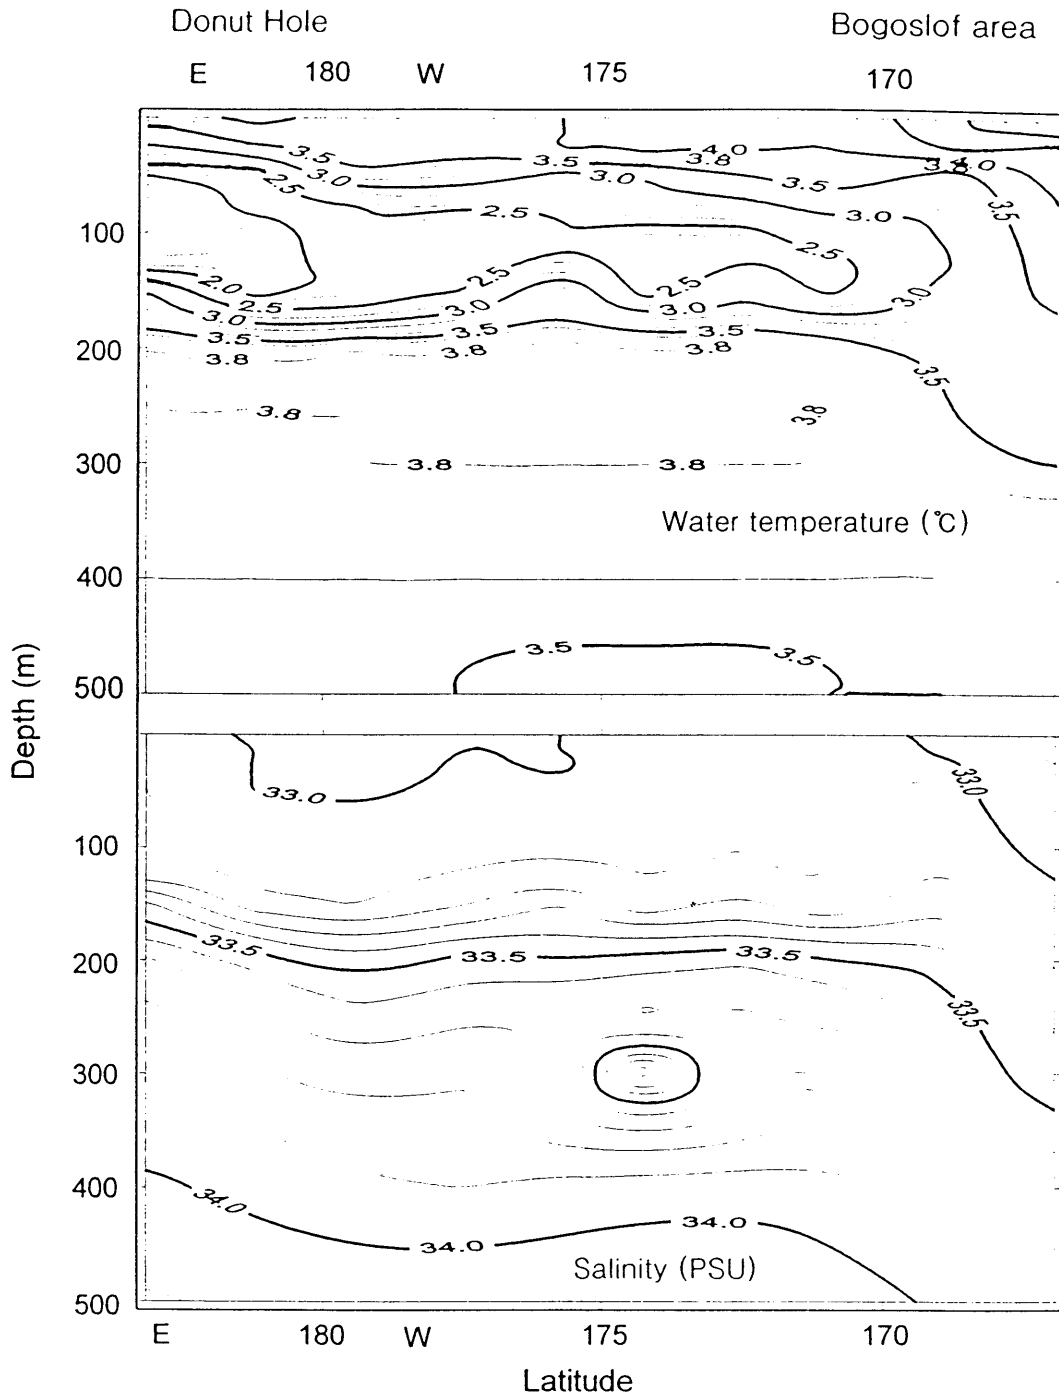 Donut Hole Bogoslof area
E 180 W 175 170
4.0
3.5 3.5 3.8 3.8 4.0
3.0 3.0 3.5
2.5 2.5 3.0 3.5
100 2.5
2.0 2.5 2.5
2.5 3.0 3.0 3.0
3.0 3.5 3.5 3.5
200 3.8 3.8 3.8 3.5
3.8 3.8
300 3.8 3.8
Water temperature (℃)
400
3.5 3.5
500
Depth (m)
33.0 33.0
100
33.5 33.5 33.5
200
33.5
300
400 34.0
34.0 34.0
Salinity (PSU)
500
E 180 W 175 170
Latitude